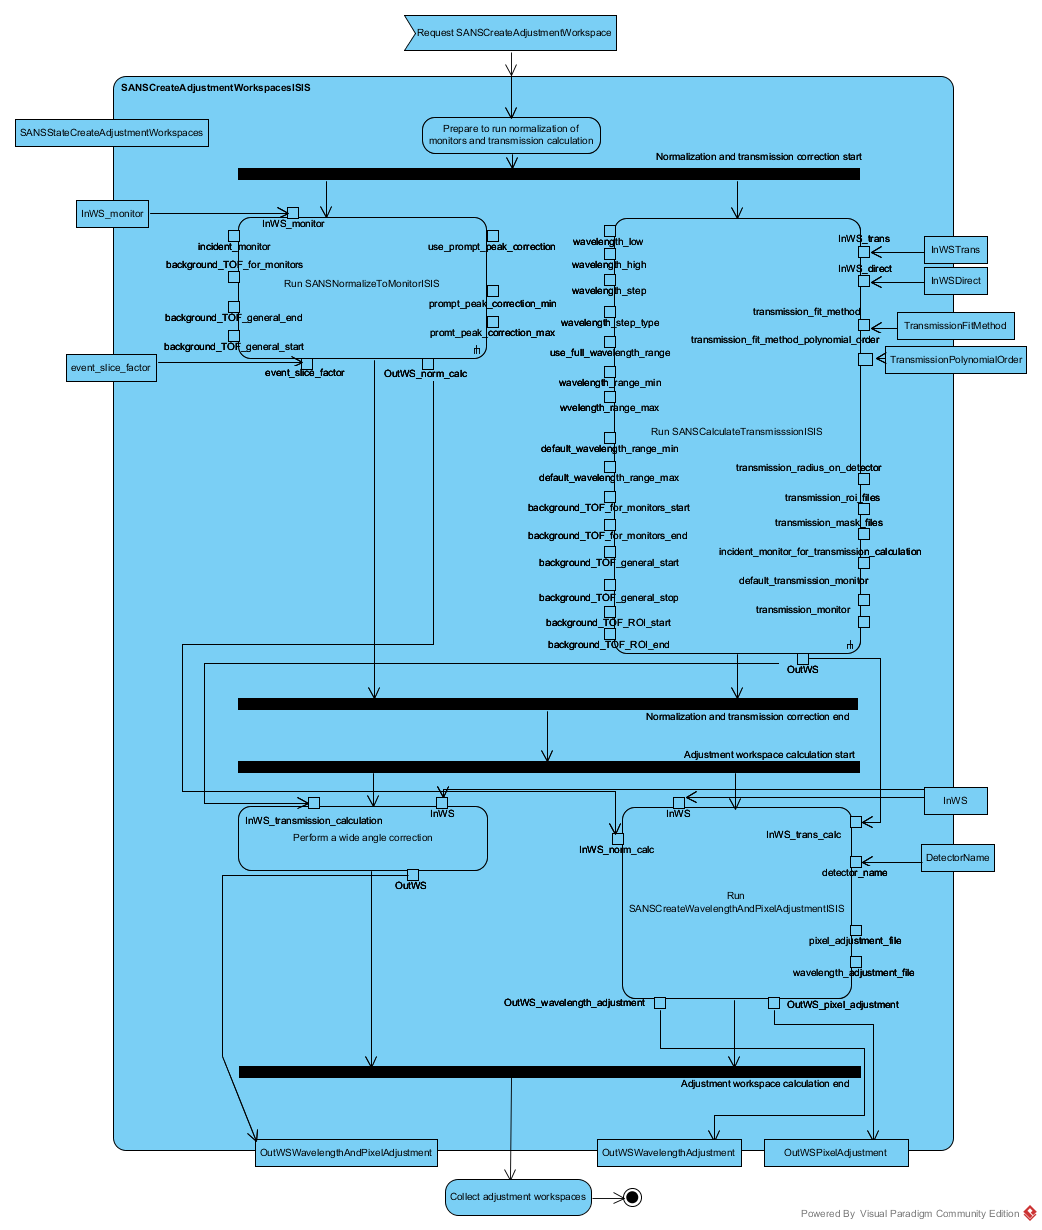 Request SANSCreateAdjustmentWorkspace
SANSCreateAdjustmentWorkspacesISIS
SANSStateCreateAdjustmentWorkspaces
Prepare to run normalization of
monitors and transmission calculation
Normalization and transmission correction start
InWS_monitor
InWS_monitor
incident_monitor
background_TOF_for_monitors
background_TOF_general_end
background_TOF_general_start
Run SANSNormalizeToMonitorISIS
use_prompt_peak_correction
prompt_peak_correction_min
promt_peak_correction_max
event_slice_factor
event_slice_factor
OutWS_norm_calc
wavelength_low
wavelength_high
wavelength_step
wavelength_step_type
use_full_wavelength_range
wavelength_range_min
wvelength_range_max
default_wavelength_range_min
default_wavelength_range_max
background_TOF_for_monitors_start
background_TOF_for_monitors_end
background_TOF_general_start
background_TOF_general_stop
background_TOF_ROI_start
background_TOF_ROI_end
Run SANSCalculateTransmisssionISIS
InWS_trans
InWSTrans
InWS_direct
InWSDirect
transmission_fit_method
TransmissionFitMethod
transmission_fit_method_polynomial_order
TransmissionPolynomialOrder
transmission_radius_on_detector
transmission_roi_files
transmission_mask_files
incident_monitor_for_transmission_calculation
default_transmission_monitor
transmission_monitor
OutWS
Normalization and transmission correction end
Adjustment workspace calculation start
InWS_transmission_calculation
InWS
Perform a wide angle correction
OutWS
InWS
InWS
InWS_trans_calc
InWS_norm_calc
DetectorName
detector_name
Run
SANSCreateWavelengthAndPixelAdjustmentISIS
pixel_adjustment_file
wavelength_adjustment_file
OutWS_wavelength_adjustment
OutWS_pixel_adjustment
Adjustment workspace calculation end
OutWSWavelengthAndPixelAdjustment
OutWSWavelengthAdjustment
OutWSPixelAdjustment
Collect adjustment workspaces
Powered By Visual Paradigm Community Edition